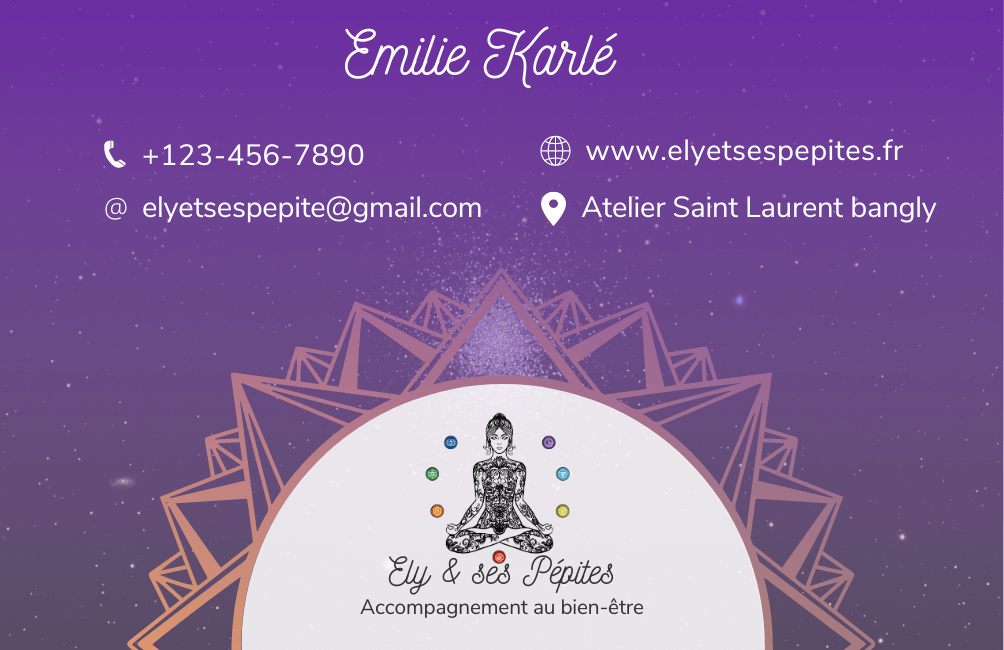 Emilie Karlé
+123-456-7890
www.elyetsespepites.fr
@ elyetsespepite@gmail.com
Atelier Saint Laurent bangly
Ely & ses Pépites
Accompagnement au bien-être